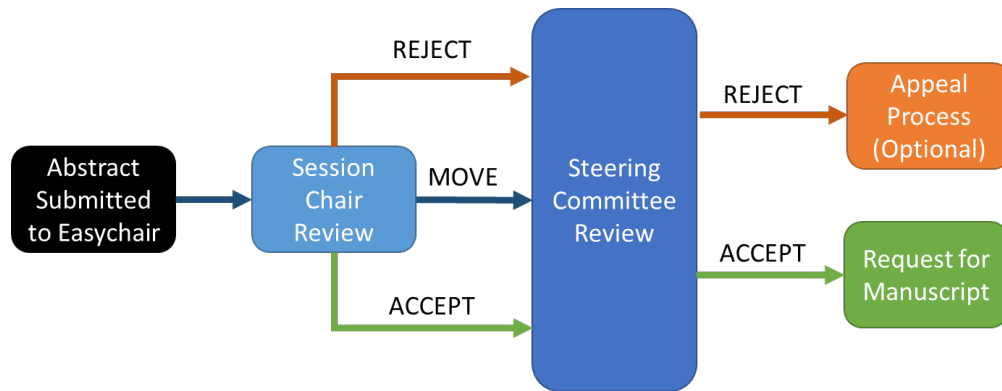 Abstract
Submitted
to Easychair
Session
Chair
Review
REJECT
MOVE
ACCEPT
Steering
Committee
Review
REJECT
ACCEPT
Appeal
Process
(Optional)
Request for
Manuscript